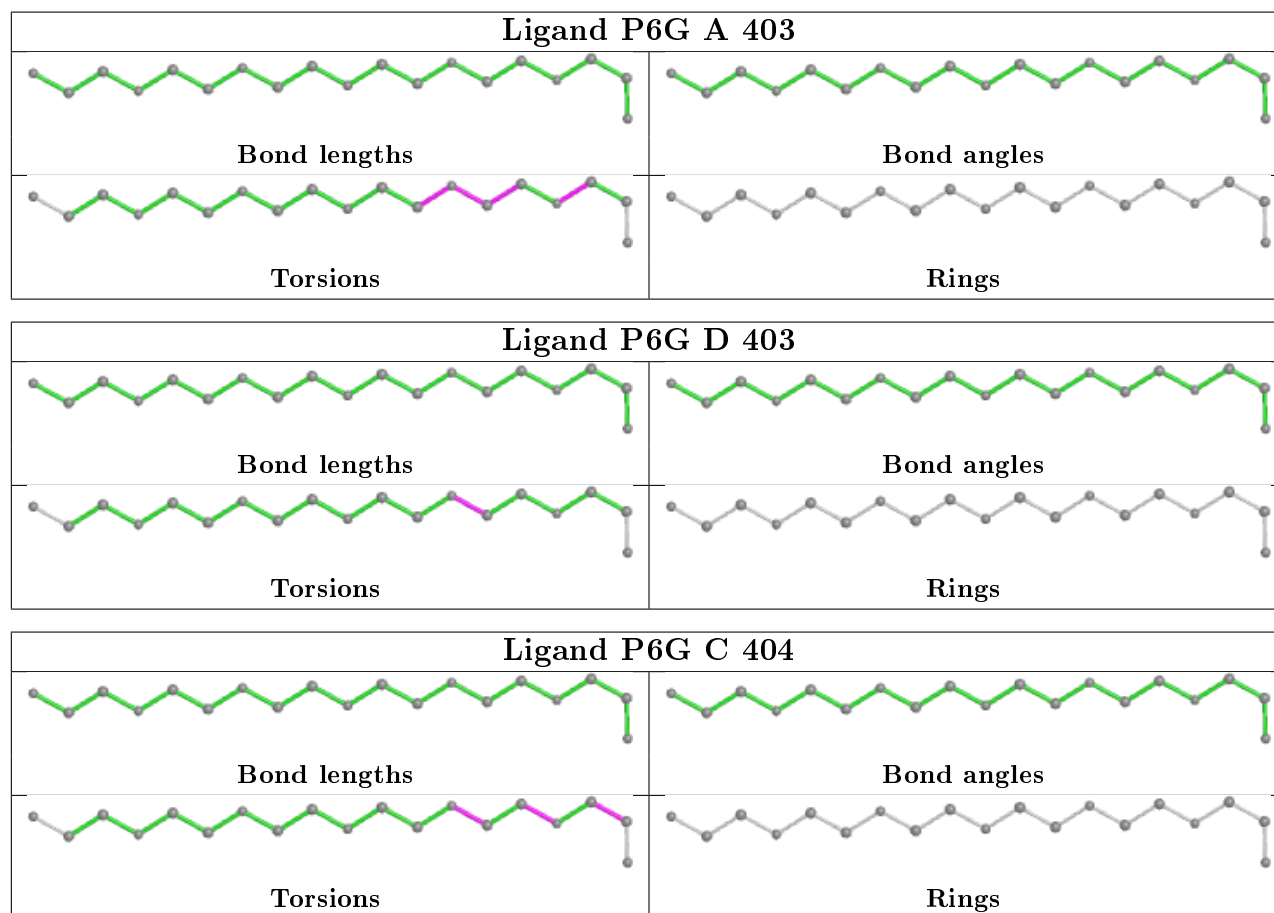 Ligand P6G A 403
Bond lengths
Bond angles
Torsions
Rings
Ligand P6G D 403
Bond lengths
Bond angles
Torsions
Rings
Ligand P6G C 404
Bond lengths
Bond angles
Torsions
Rings